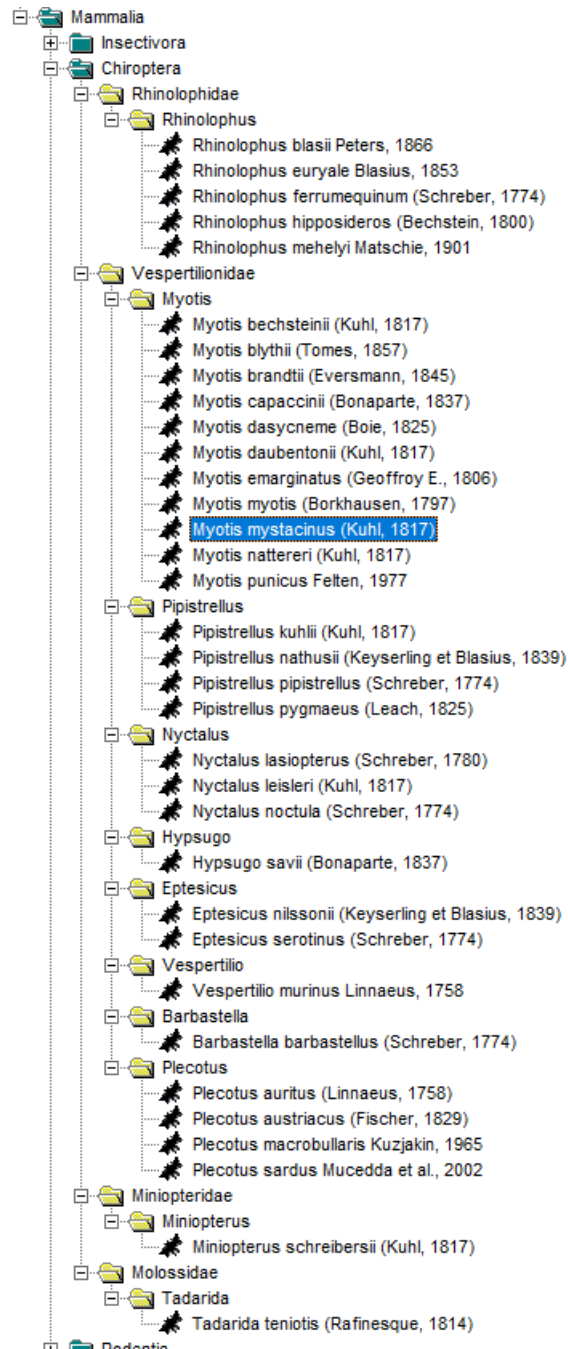 Mammalia
Insectivora
Chiroptera
Rhinolophidae
Rhinolophus
Rhinolophus blasii Peters, 1866
Rhinolophus euryale Blasius, 1853
Rhinolophus ferrumequinum (Schreber, 1774)
Rhinolophus hipposideros (Bechstein, 1800)
Rhinolophus mehelyi Matschie, 1901
Vespertilionidae
Myotis
Myotis bechsteinii (Kuhl, 1817)
Myotis blythii (Tomes, 1857)
Myotis brandtii (Eversmann, 1845)
Myotis capaccinii (Bonaparte, 1837)
Myotis dasycneme (Boie, 1825)
Myotis daubentonii (Kuhl, 1817)
Myotis emarginatus (Geoffroy E., 1806)
Myotis myotis (Borkhausen, 1797)
Myotis mystacinus (Kuhl, 1817)
Myotis nattereri (Kuhl, 1817)
Myotis punicus Felten, 1977
Pipistrellus
Pipistrellus kuhlii (Kuhl, 1817)
Pipistrellus nathusii (Keyserling et Blasius, 1839)
Pipistrellus pipistrellus (Schreber, 1774)
Pipistrellus pygmaeus (Leach, 1825)
Nyctalus
Nyctalus lasiopterus (Schreber, 1780)
Nyctalus leisleri (Kuhl, 1817)
Nyctalus noctula (Schreber, 1774)
Hypsugo
Hypsugo savii (Bonaparte, 1837)
Eptesicus
Eptesicus nilssonii (Keyserling et Blasius, 1839)
Eptesicus serotinus (Schreber, 1774)
Vespertilio
Vespertilio murinus Linnaeus, 1758
Barbastella
Barbastella barbastellus (Schreber, 1774)
Plecotus
Plecotus auritus (Linnaeus, 1758)
Plecotus austriacus (Fischer, 1829)
Plecotus macrobullaris Kuzjakin, 1965
Plecotus sardus Mucedda et al., 2002
Miniopteridae
Miniopterus
Miniopterus schreibersii (Kuhl, 1817)
Molossidae
Tadarida
Tadarida teniotis (Rafinesque, 1814)